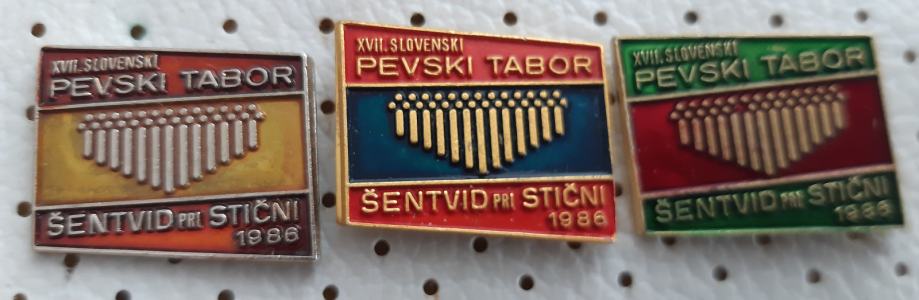 XVII. SLOVENSKI
PEVSKI TABOR
ŠENTVID PRI STIČNI
1986
XVII. SLOVENSKI
PEVSKI TABOR
ŠENTVID PRI STIČNI
1986
XVII. SLOVENSKI
PEVSKI TABOR
ŠENTVID PRI STIČNI
1986